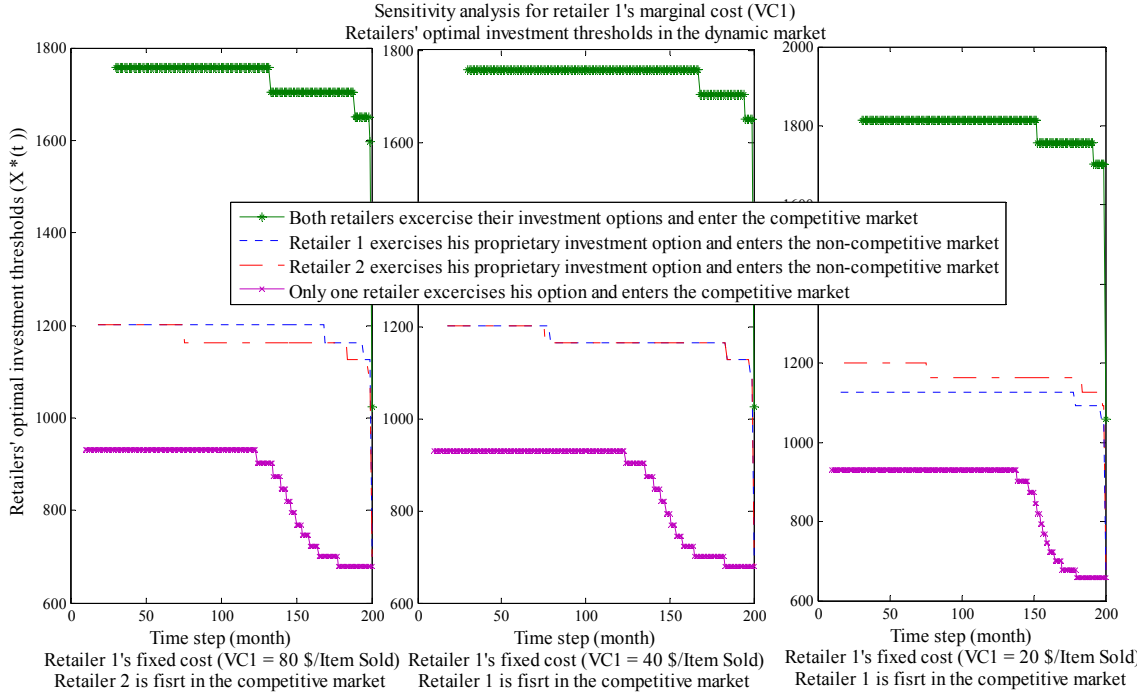 Sensitivity analysis for retailer 1's marginal cost (VC1)
Retailers' optimal investment thresholds in the dynamic market
Retailers' optimal investment thresholds (X*(t))
1800
1600
1400
1200
1000
800
600
0
50
100
150
200
Time step (month)
Retailer 1's fixed cost (VC1 = 80 $/Item Sold)
Retailer 2 is fisrt in the competitive market
1800
1600
1200
1000
800
600
0
50
100
150
200
Time step (month)
Retailer 1's fixed cost (VC1 = 40 $/Item Sold)
Retailer 1 is fisrt in the competitive market
2000
1800
1600
1200
1000
800
600
0
50
100
150
200
Time step (month)
Retailer 1's fixed cost (VC1 = 20 $/Item Sold)
Retailer 1 is fisrt in the competitive market
Both retailers excercise their investment options and enter the competitive market
Retailer 1 exercises his proprietary investment option and enters the non-competitive market
Retailer 2 exercises his proprietary investment option and enters the non-competitive market
Only one retailer excercises his option and enters the competitive market